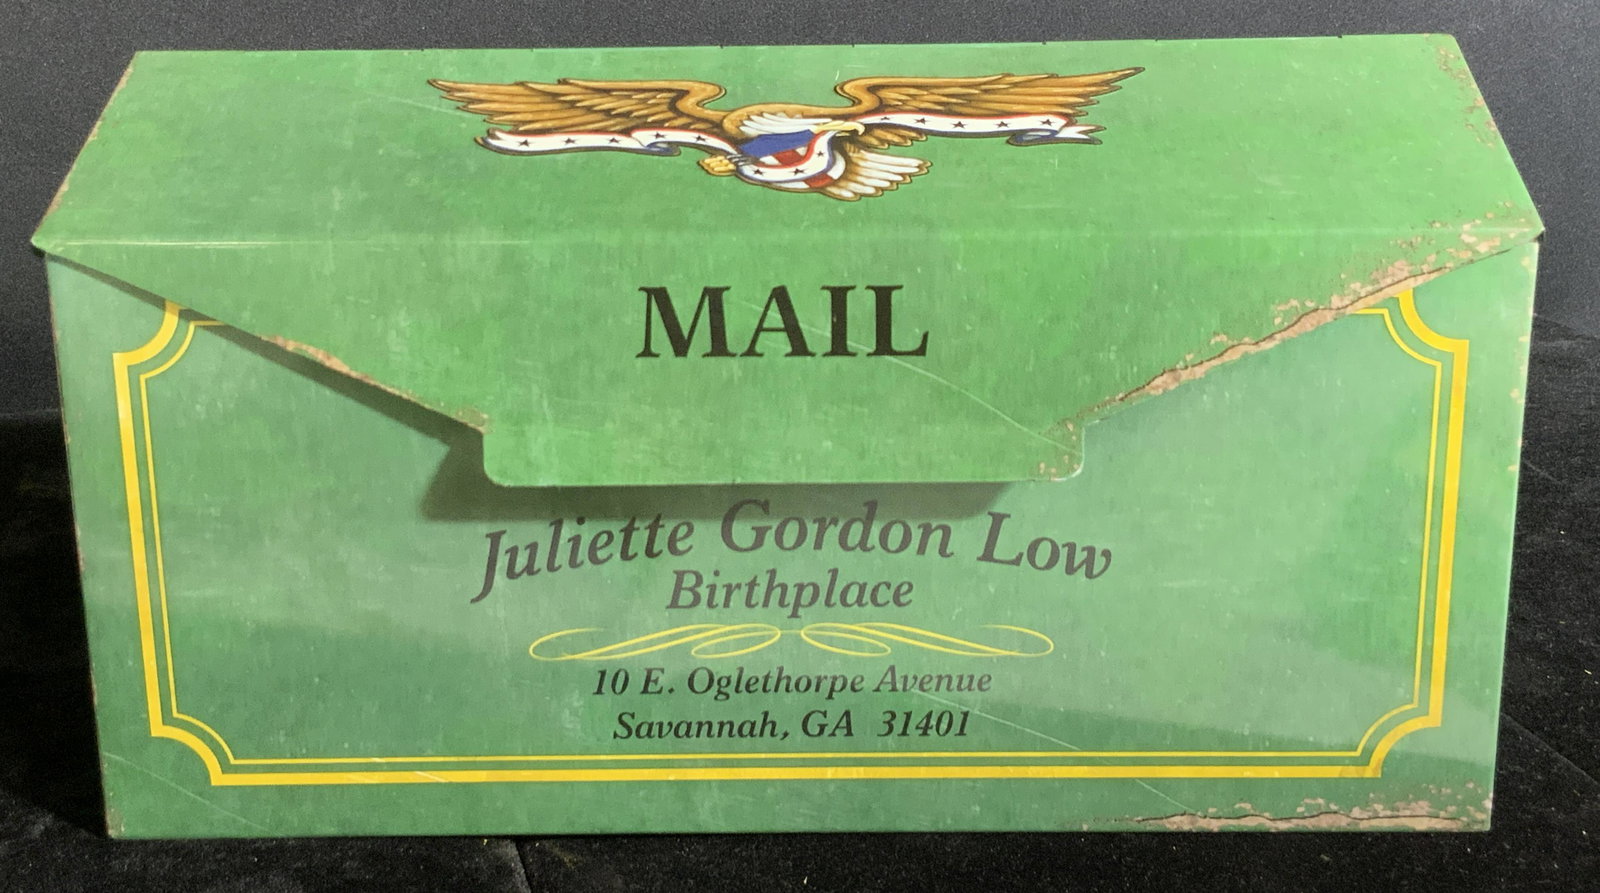 MAIL
Juliette Gordon Low
Birthplace
10 E. Oglethorpe Avenue
Savannah, GA 31401